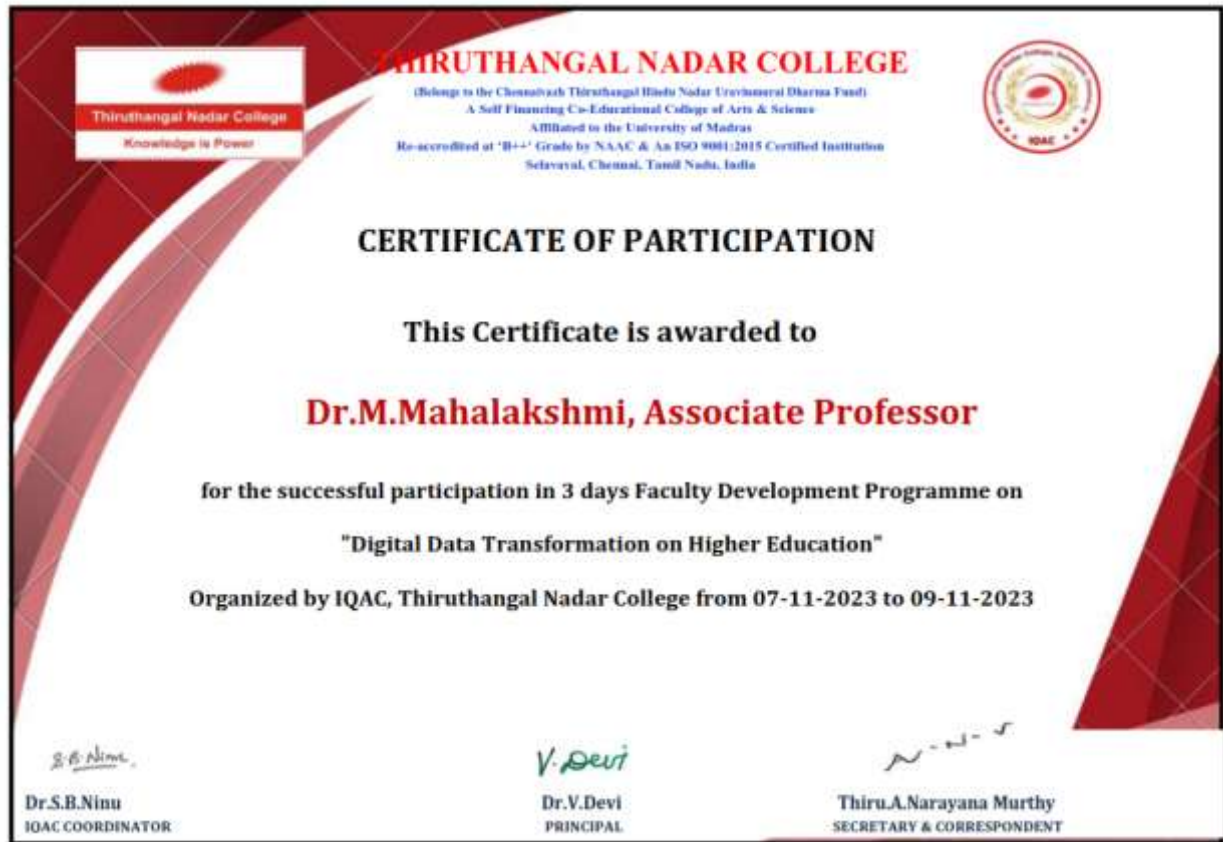 Thiruthangal Nadar College
Knowledge is Power
THIRUTHANGAL NADAR COLLEGE
(Belongs to the Chennaivazh Thiruthangal Hindu Nadar Uravinmurai Dharma Fund)
A Self Financing Co-Educational College of Arts & Science
Affiliated to the University of Madras
Re-accredited at 'B++' Grade by NAAC & An ISO 9001:2015 Certified Institution
Selavayal, Chennai, Tamil Nadu, India
IQAC
CERTIFICATE OF PARTICIPATION
This Certificate is awarded to
Dr.M.Mahalakshmi, Associate Professor
for the successful participation in 3 days Faculty Development Programme on
"Digital Data Transformation on Higher Education"
Organized by IQAC, Thiruthangal Nadar College from 07-11-2023 to 09-11-2023
S.B.Ninu.
V.Devi
Dr.S.B.Ninu
IQAC COORDINATOR
Dr.V.Devi
PRINCIPAL
Thiru.A.Narayana Murthy
SECRETARY & CORRESPONDENT